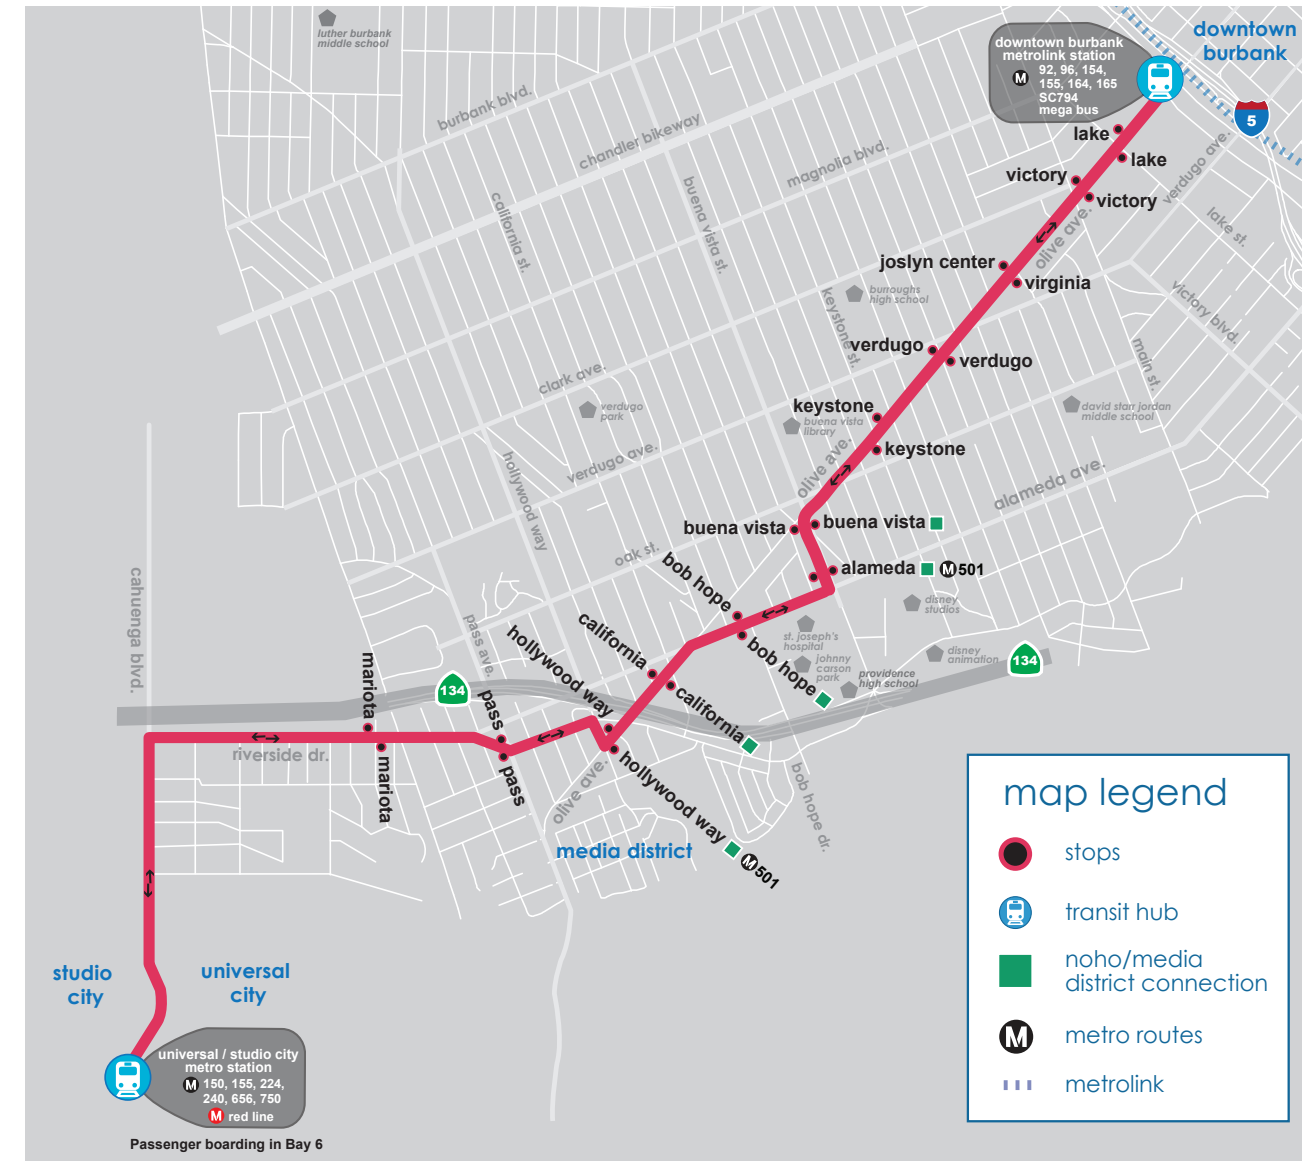 luther burbank
middle school
downtown
burbank
downtown burbank
metrolink station
M
92, 96, 154,
155, 164, 165
SC794
mega bus
5
burbank blvd.
chandler bikeway
magnolia blvd.
lake
lake
verdugo ave.
victory
victory
california st.
buena vista st.
olive ave.
lake st.
joslyn center
virginia
burroughs
high school
keystone st.
victory blvd.
verdugo
verdugo
main st.
clark ave.
verdugo
park
keystone
buena vista
library
david starr jordan
middle school
keystone
verdugo ave.
olive ave.
alameda ave.
hollywood way
buena vista
buena vista
oak st.
alameda
M 501
bob hope
disney
studios
cahuenga blvd.
california
hollywood way
pass ave.
st. joseph's
hospital
bob hope
johnny
carson
park
disney
animation
134
providence
high school
mariota
134
pass
california
riverside dr.
mariota
pass
hollywood way
olive ave.
bob hope dr.
media district
M 501
map legend
stops
transit hub
noho/media
district connection
M
metro routes
metrolink
studio
city
universal
city
universal / studio city
metro station
M
150, 155, 224,
240, 656, 750
M red line
Passenger boarding in Bay 6